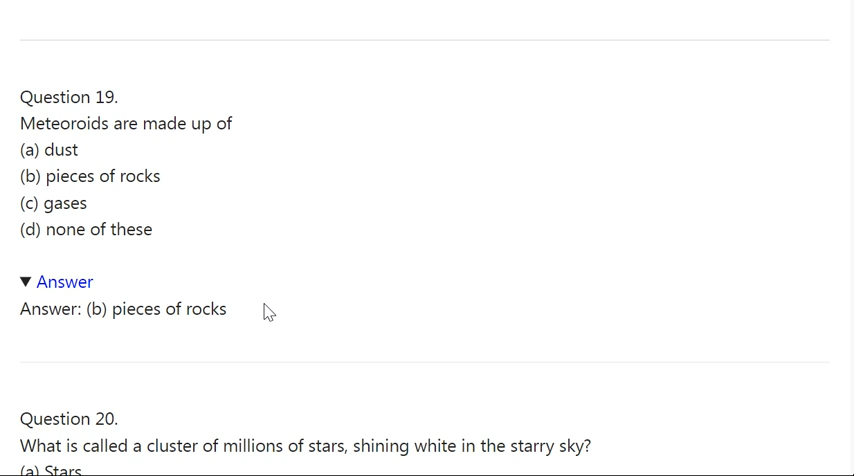 Question 19.
Meteoroids are made up of
(a) dust
(b) pieces of rocks
(c) gases
(d) none of these
▼ Answer
Answer: (b) pieces of rocks
Question 20.
What is called a cluster of millions of stars, shining white in the starry sky?
(a) Stars